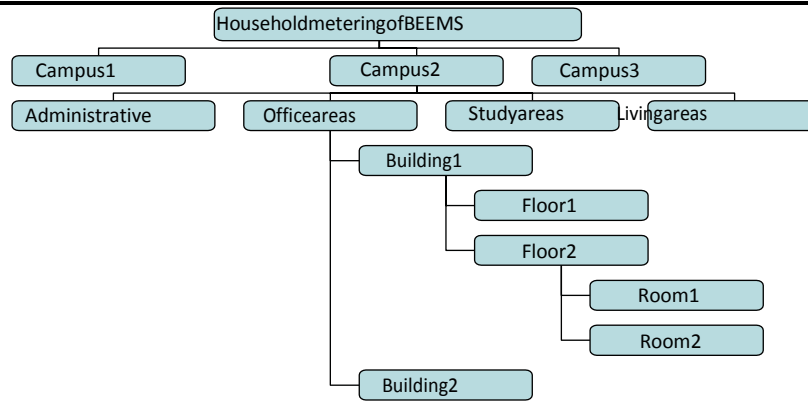 HouseholdmeteringofBEEMS
Campus1
Campus2
Campus3
Administrative
Officeareas
Studyareas
Livingareas
Building1
Floor1
Floor2
Room1
Room2
Building2